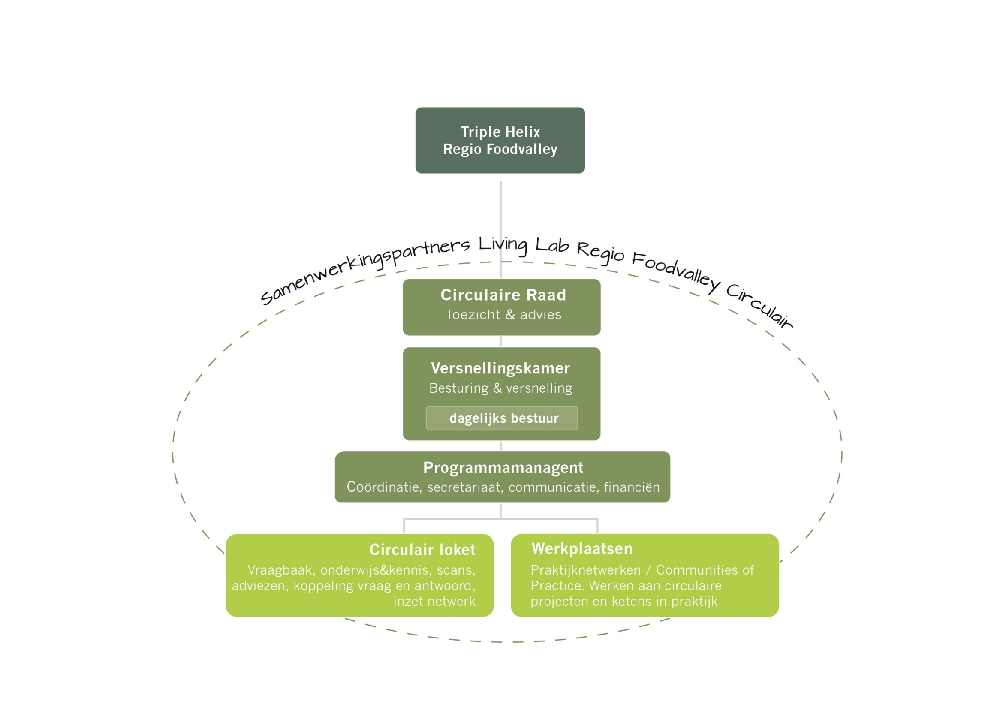 Triple Helix
Regio Foodvalley
Samenwerkingspartners Living Lab Regio Foodvalley Circulair
Circulaire Raad
Toezicht & advies
Versnellingskamer
Besturing & versnelling
dagelijks bestuur
Programmamanagent
Coördinatie, secretariaat, communicatie, financiën
Circulair loket
Vraagbaak, onderwijs&kennis, scans,
adviezen, koppeling vraag en antwoord,
inzet netwerk
Werkplaatsen
Praktijknetwerken / Communities of
Practice. Werken aan circulaire
projecten en ketens in praktijk